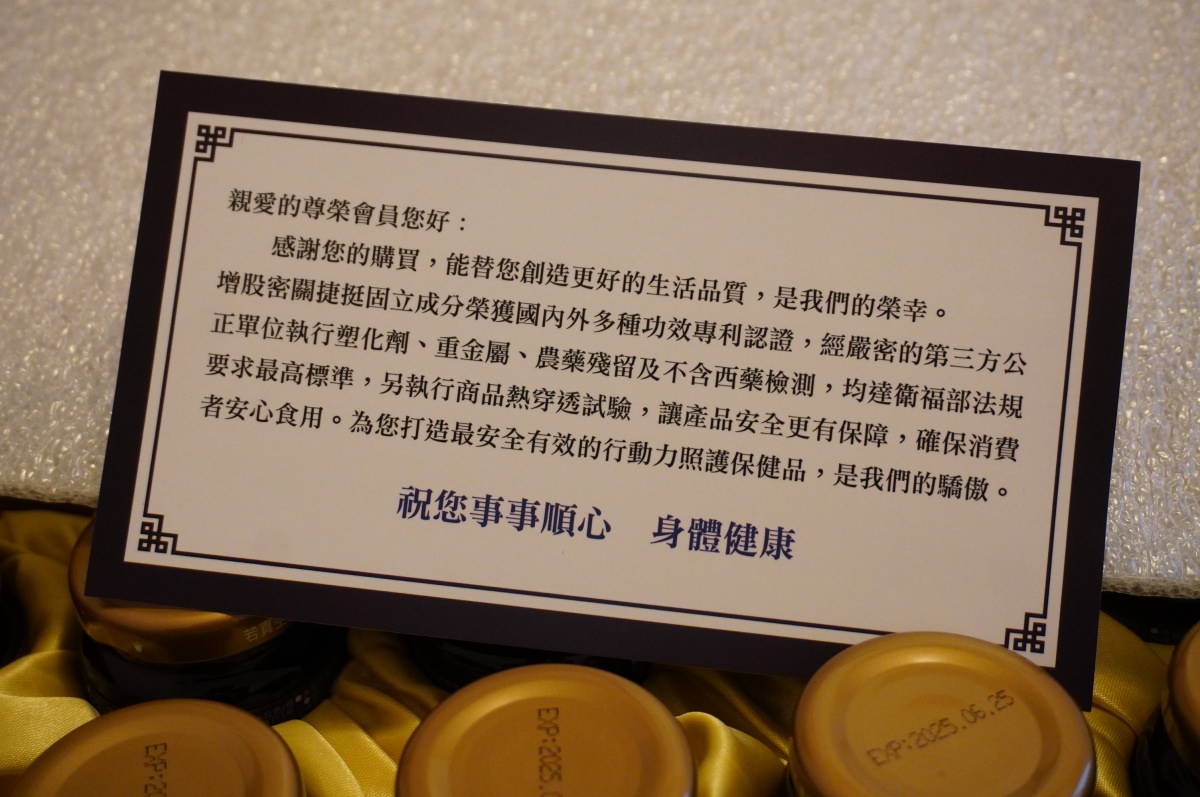 親愛的尊榮會員您好：
感謝您的購買，能替您創造更好的生活品質，是我們的榮幸。
增股密關捷挺固立成分榮獲國內外多種功效專利認證，經嚴密的第三方公
正單位執行塑化劑、重金屬、農藥殘留及不含西藥檢測，均達衛福部法規
要求最高標準，另執行商品熱穿透試驗，讓產品安全更有保障，確保消費
者安心食用。為您打造最安全有效的行動力照護保健品，是我們的驕傲。
祝您事事順心　身體健康
EXP:2
EXP:2025.
EXP:2025.06.25